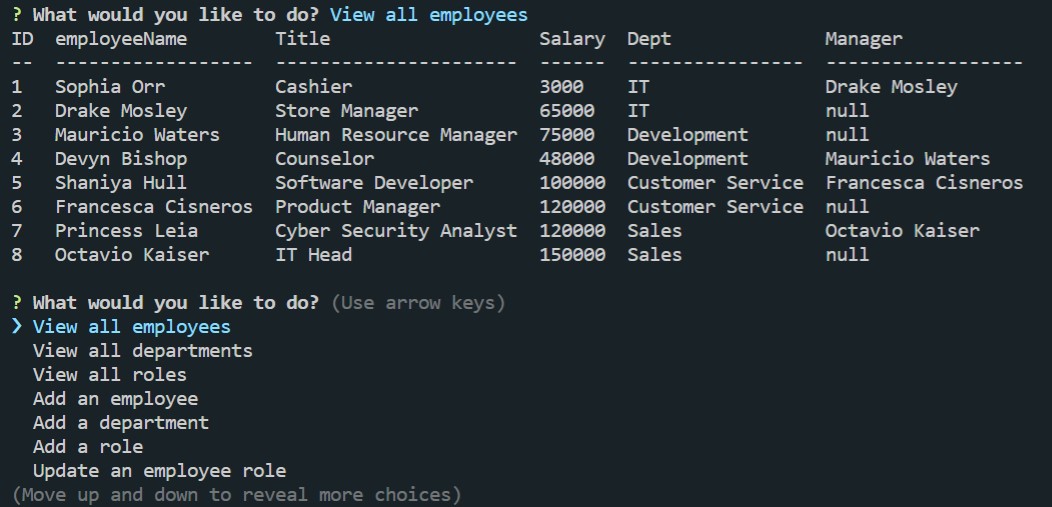 ? What would you like to do? View all employees
ID  employeeName        Title                   Salary  Dept              Manager
--  ------------------  ----------------------  ------  ----------------  ------------------
1   Sophia Orr          Cashier                 3000    IT                Drake Mosley
2   Drake Mosley        Store Manager           65000   IT                null
3   Mauricio Waters     Human Resource Manager  75000   Development       null
4   Devyn Bishop        Counselor               48000   Development       Mauricio Waters
5   Shaniya Hull        Software Developer      100000  Customer Service  Francesca Cisneros
6   Francesca Cisneros  Product Manager         120000  Customer Service  null
7   Princess Leia       Cyber Security Analyst  120000  Sales             Octavio Kaiser
8   Octavio Kaiser      IT Head                 150000  Sales             null
? What would you like to do? (Use arrow keys)
❯ View all employees
  View all departments
  View all roles
  Add an employee
  Add a department
  Add a role
  Update an employee role
(Move up and down to reveal more choices)